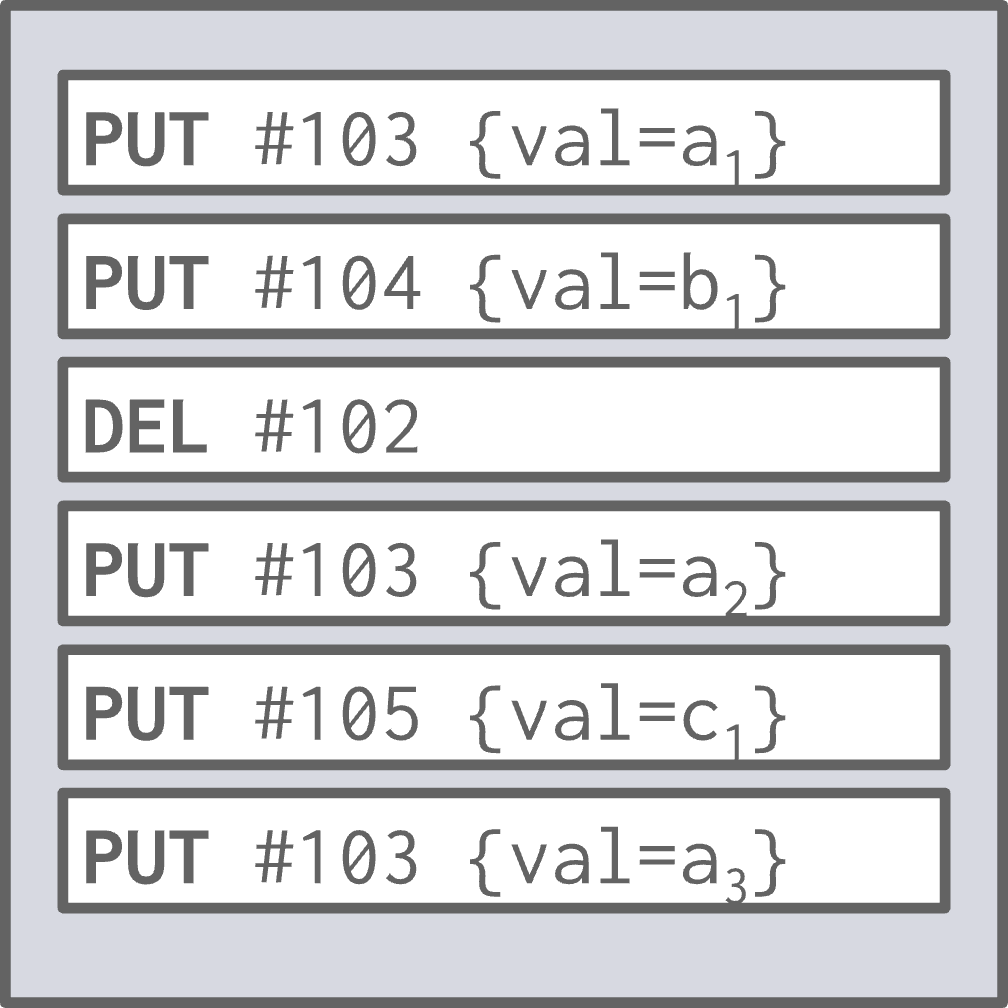 PUT #103 {val=a₁}
PUT #104 {val=b₁}
DEL #102
PUT #103 {val=a₂}
PUT #105 {val=c₁}
PUT #103 {val=a₃}